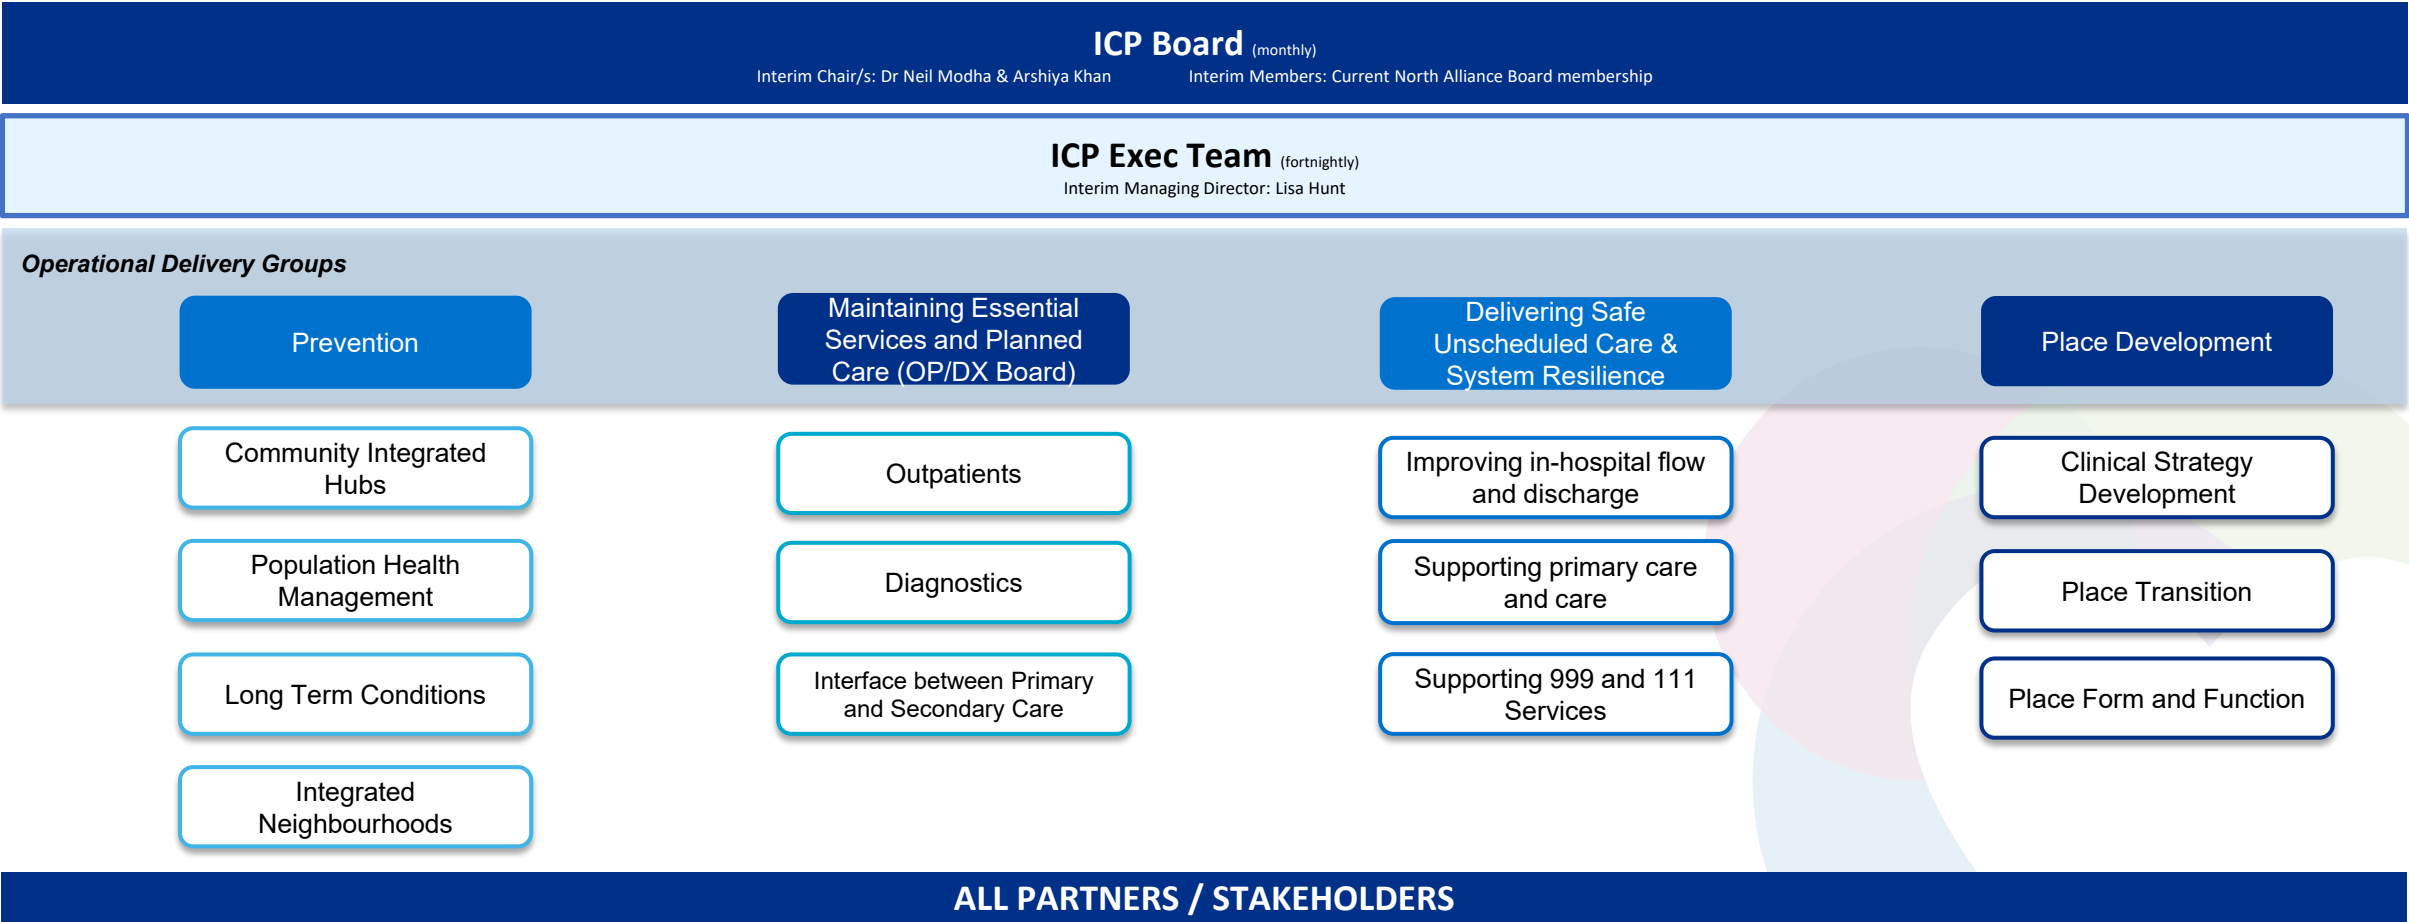 ICP Board (monthly)
Interim Chair/s: Dr Neil Modha & Arshiya Khan Interim Members: Current North Alliance Board membership
ICP Exec Team (fortnightly)
Interim Managing Director: Lisa Hunt
Operational Delivery Groups
Prevention
Maintaining Essential
Services and Planned
Care (OP/DX Board)
Delivering Safe
Unscheduled Care &
System Resilience
Place Development
Community Integrated
Hubs
Population Health
Management
Long Term Conditions
Integrated
Neighbourhoods
Outpatients
Diagnostics
Interface between Primary
and Secondary Care
Improving in-hospital flow
and discharge
Supporting primary care
and care
Supporting 999 and 111
Services
Clinical Strategy
Development
Place Transition
Place Form and Function
ALL PARTNERS / STAKEHOLDERS